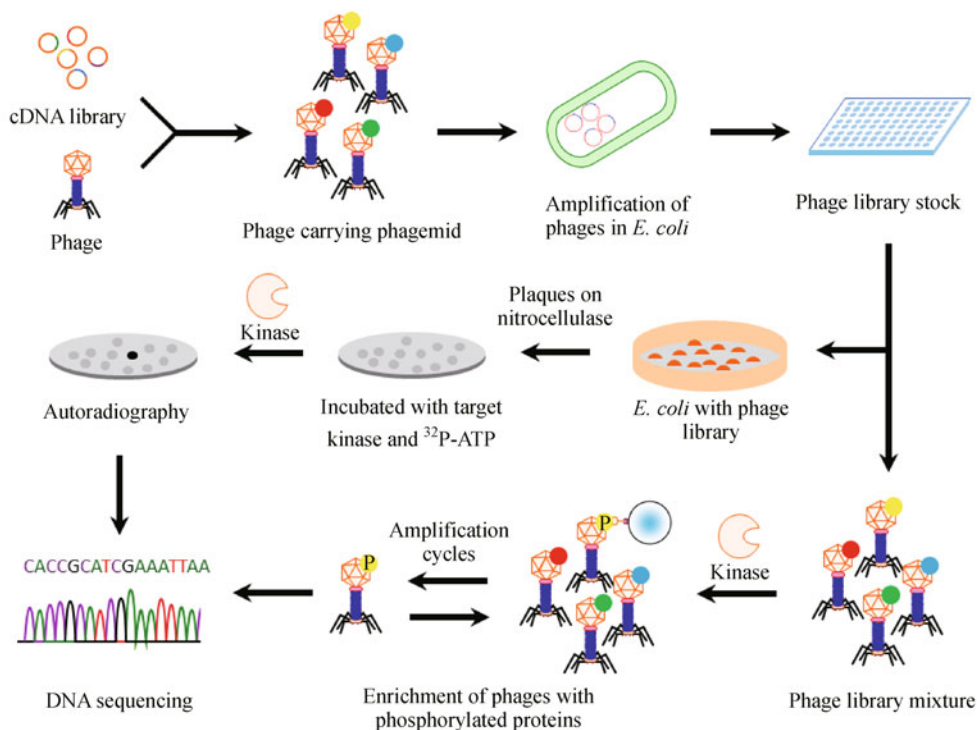 cDNA library
Phage
Phage carrying phagemid
Amplification of
phages in E. coli
Phage library stock
Plaques on
nitrocellulase
Kinase
Autoradiography
Incubated with target
kinase and ³²P-ATP
E. coli with phage
library
CACCGCATCGAAATTAA
DNA sequencing
P
Amplification
cycles
P
Enrichment of phages with
phosphorylated proteins
Kinase
Phage library mixture